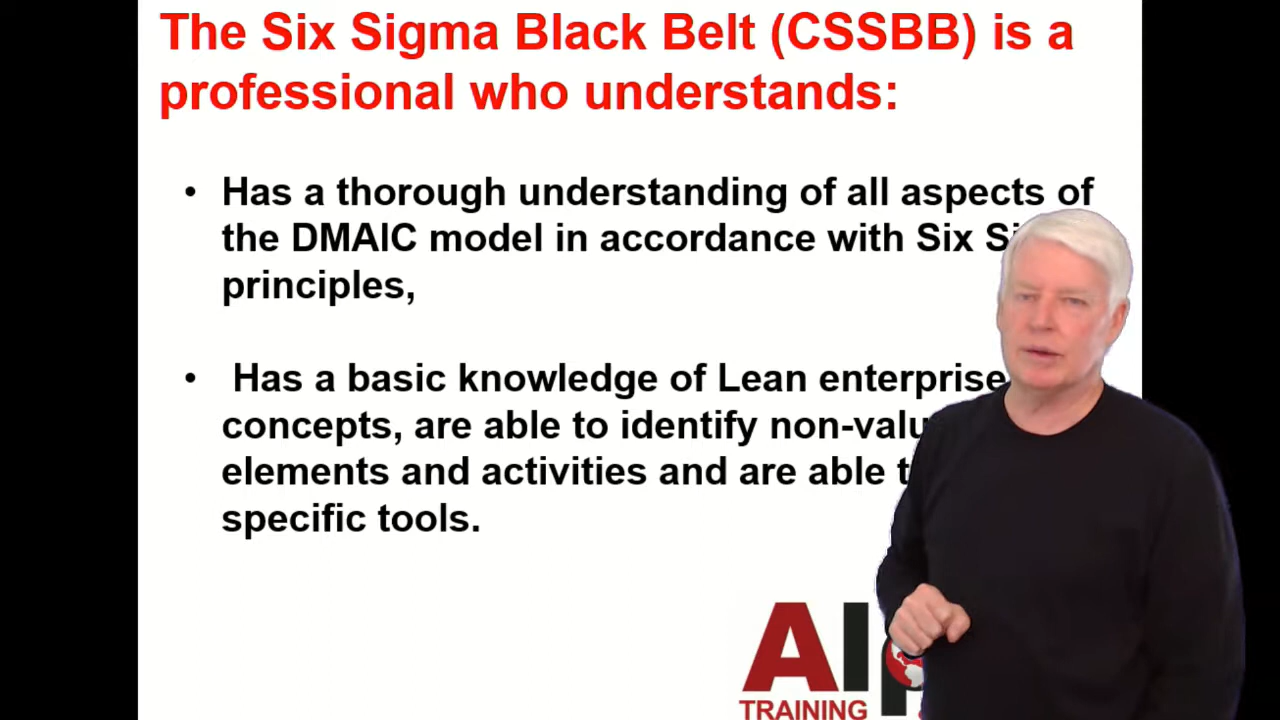 The Six Sigma Black Belt (CSSBB) is a
professional who understands:
• Has a thorough understanding of all aspects of
the DMAIC model in accordance with Six
principles,
• Has a basic knowledge of Lean enterprise
concepts, are able to identify
elements and activities and are able
specific tools.
TRAINING